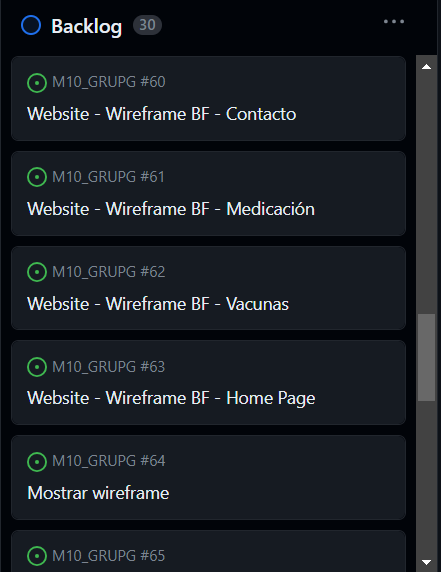 Backlog 30
M10_GRUPG #60
Website - Wireframe BF - Contacto
M10_GRUPG #61
Website - Wireframe BF - Medicación
M10_GRUPG #62
Website - Wireframe BF - Vacunas
M10_GRUPG #63
Website - Wireframe BF - Home Page
M10_GRUPG #64
Mostrar wireframe
M10_GRUPG #65